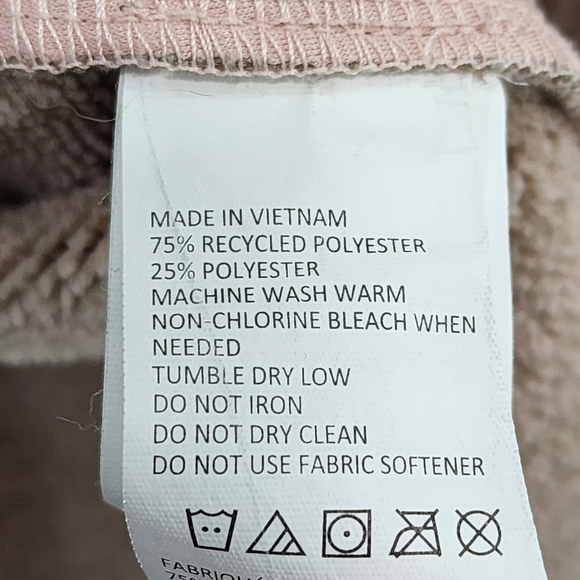 MADE IN VIETNAM
75% RECYCLED POLYESTER
25% POLYESTER
MACHINE WASH WARM
NON-CHLORINE BLEACH WHEN
NEEDED
TUMBLE DRY LOW
DO NOT IRON
DO NOT DRY CLEAN
DO NOT USE FABRIC SOFTENER